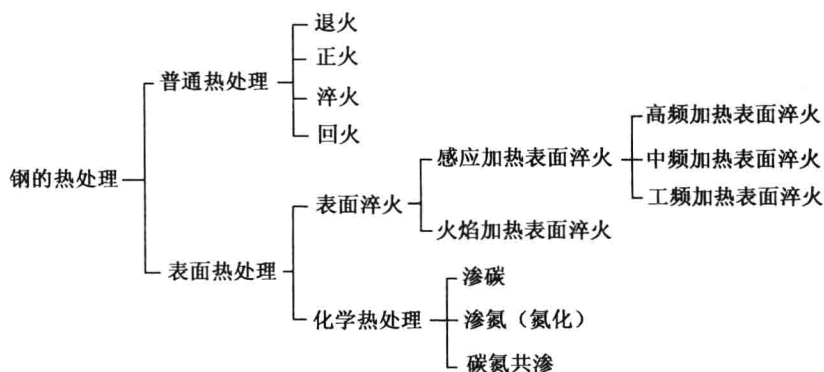 钢的热处理
普通热处理
退火
正火
淬火
回火
表面热处理
表面淬火
感应加热表面淬火
高频加热表面淬火
中频加热表面淬火
工频加热表面淬火
火焰加热表面淬火
化学热处理
渗碳
渗氮（氮化）
碳氮共渗